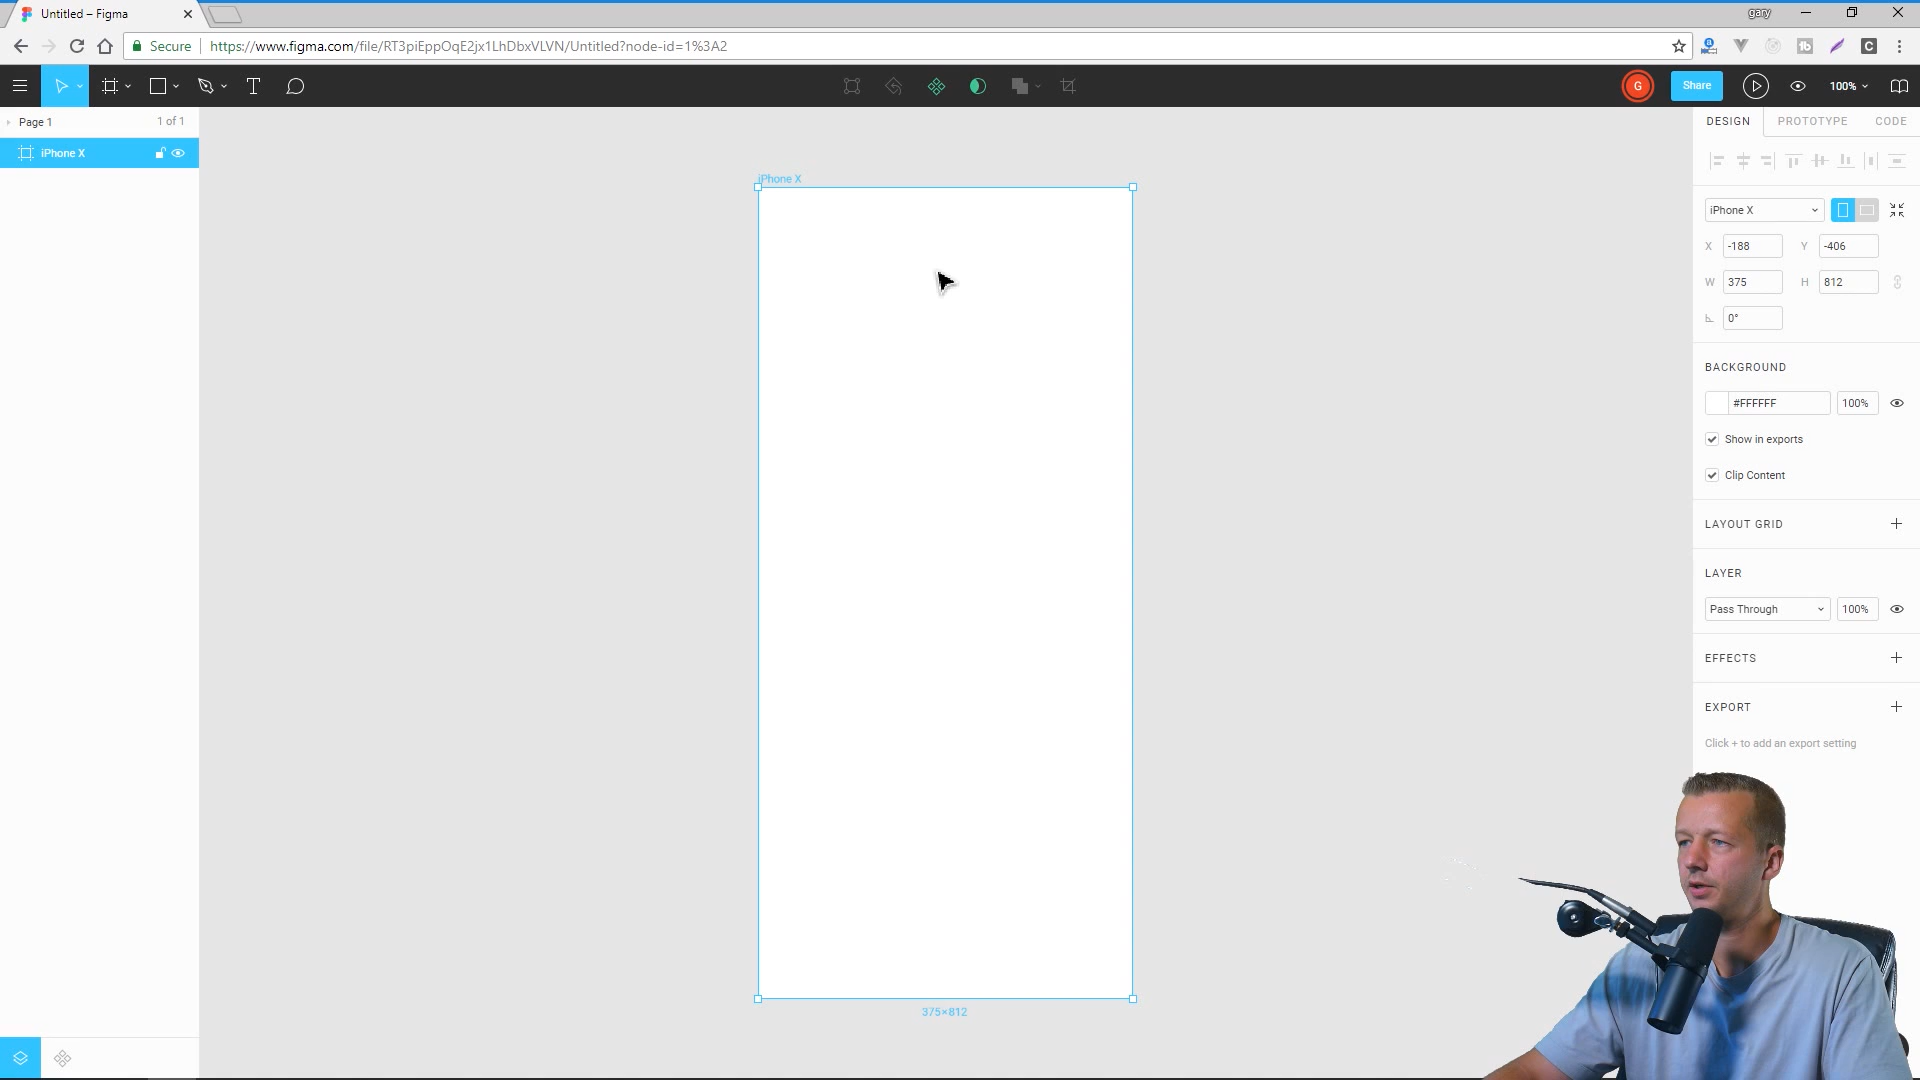 Untitled – Figma
gary
Secure
https://www.figma.com/file/RT3piEppOqE2jx1LhDbxVLVN/Untitled?node-id=1%3A2
T
G
Share
100%
Page 1
1 of 1
DESIGN
PROTOTYPE
CODE
iPhone X
iPhone X
iPhone X
X
-188
Y
-406
W
375
H
812
0°
BACKGROUND
#FFFFFF
100%
Show in exports
Clip Content
LAYOUT GRID
LAYER
Pass Through
100%
EFFECTS
EXPORT
Click + to add an export setting
375×812